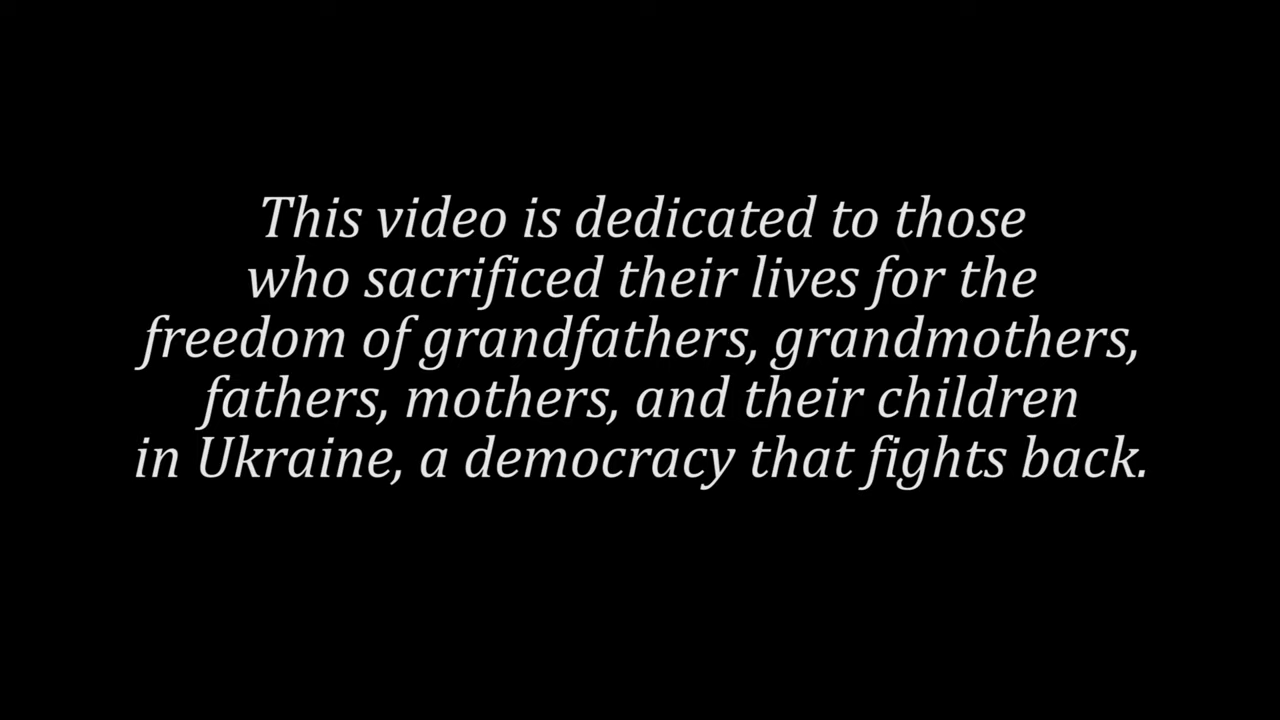 This video is dedicated to those
who sacrificed their lives for the
freedom of grandfathers, grandmothers,
fathers, mothers, and their children
in Ukraine, a democracy that fights back.